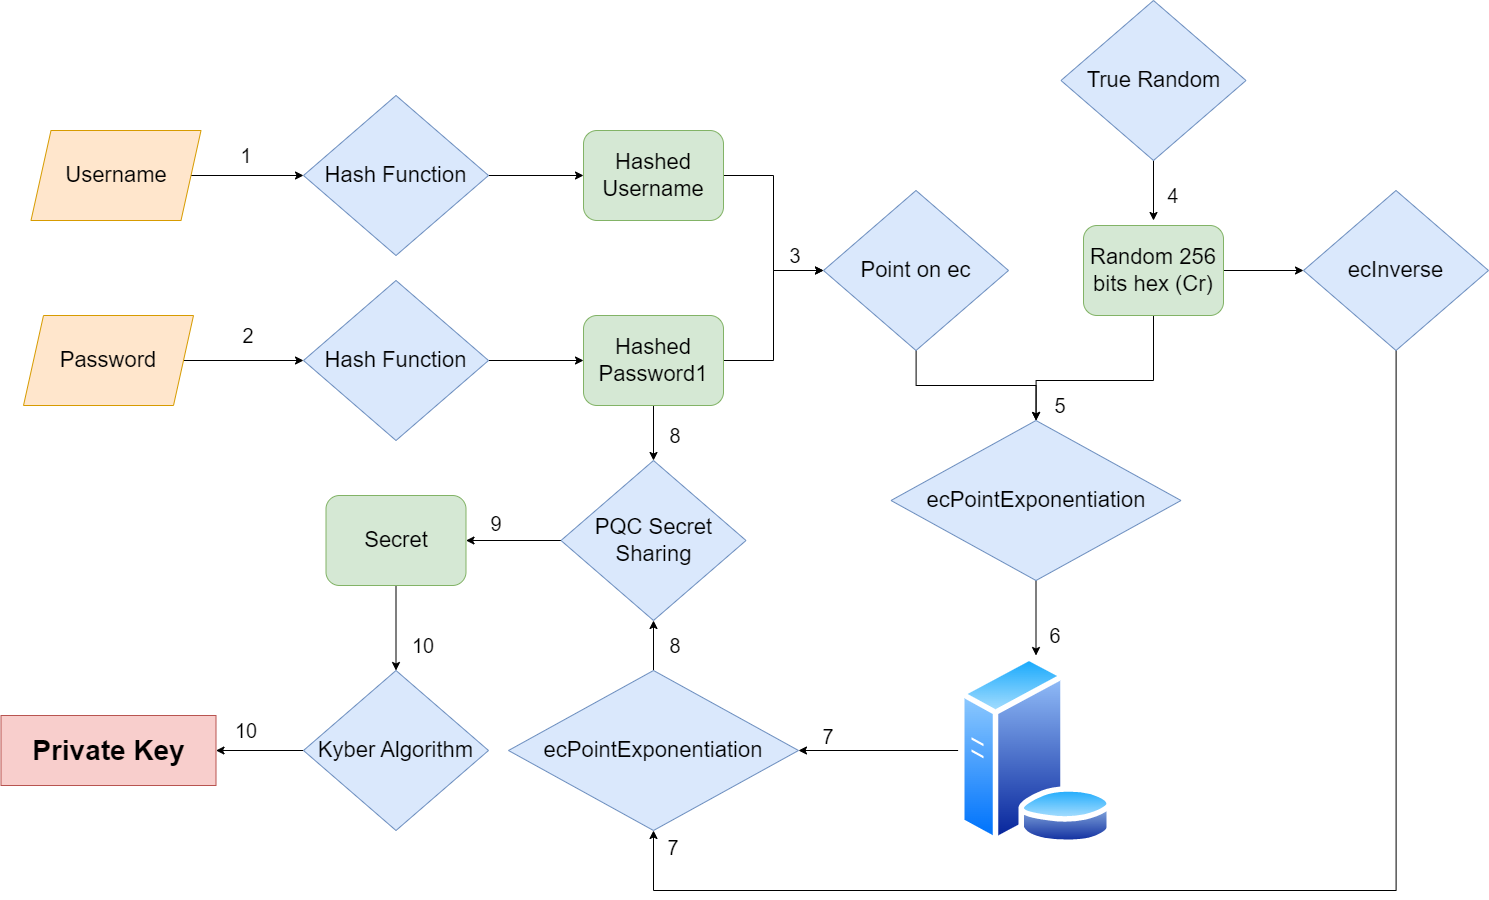 True Random
1
Username
Hash Function
Hashed
Username
4
3
Point on ec
Random 256
bits hex (Cr)
ecInverse
2
Password
Hash Function
Hashed
Password1
5
8
ecPointExponentiation
PQC Secret
Sharing
9
Secret
10
8
6
Private Key
10
Kyber Algorithm
ecPointExponentiation
7
7